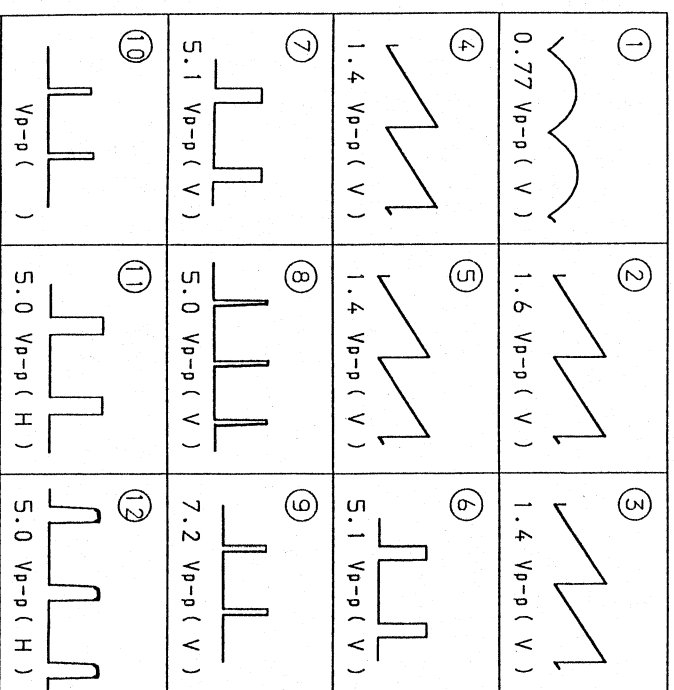 ①
0.77 Vp-p ( V )
②
1.6 Vp-p ( V )
③
1.4 Vp-p ( V )
④
1.4 Vp-p ( V )
⑤
1.4 Vp-p ( V )
⑥
5.1 Vp-p ( V )
⑦
5.1 Vp-p ( V )
⑧
5.0 Vp-p ( V )
⑨
7.2 Vp-p ( V )
⑩
Vp-p ( )
⑪
5.0 Vp-p ( H )
⑫
5.0 Vp-p ( H )